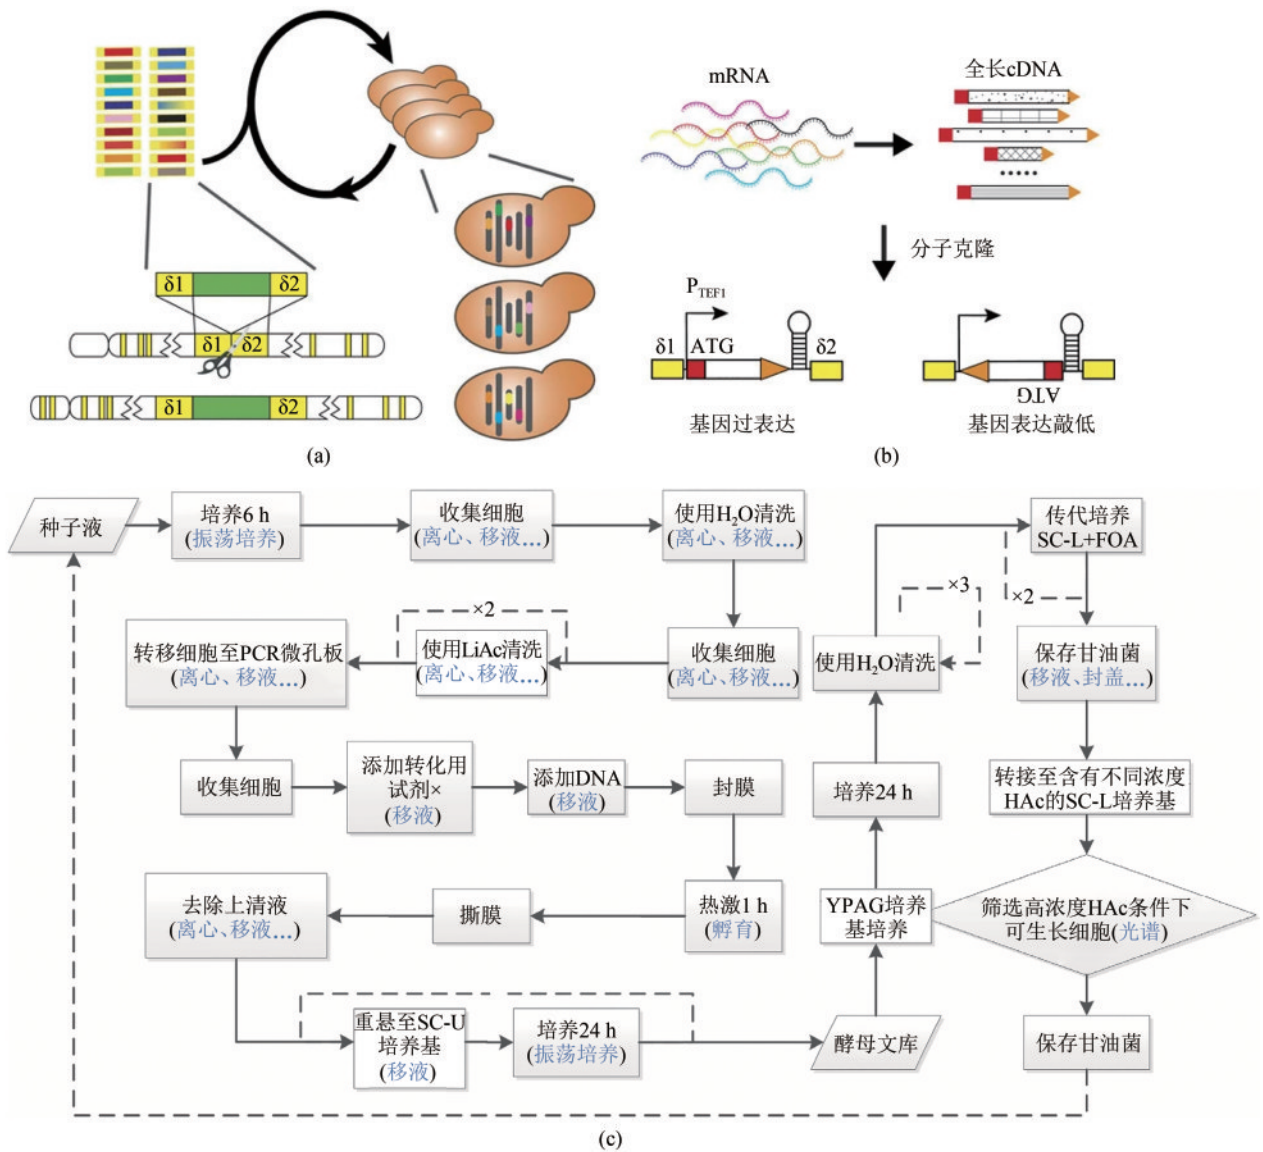 δ1
δ2
δ1
δ2
δ1
δ2
(a)
mRNA
全长cDNA
分子克隆
P_TEF1
δ1
ATG
δ2
ATG
基因过表达
基因表达敲低
(b)
种子液
培养6 h
(振荡培养)
收集细胞
(离心、移液...)
使用H₂O清洗
(离心、移液...)
收集细胞
(离心、移液...)
×2
使用LiAc清洗
(离心、移液...)
转移细胞至PCR微孔板
(离心、移液...)
收集细胞
添加转化用
试剂×
(移液)
添加DNA
(移液)
封膜
热激1 h
(孵育)
撕膜
去除上清液
(离心、移液...)
重悬至SC-U
培养基
(移液)
培养24 h
(振荡培养)
酵母文库
YPAG培养
基培养
培养24 h
使用H₂O清洗
×3
传代培养
SC-L+FOA
×2
保存甘油菌
(移液、封盖...)
转接至含有不同浓度
HAc的SC-L培养基
筛选高浓度HAc条件下
可生长细胞(光谱)
保存甘油菌
(c)